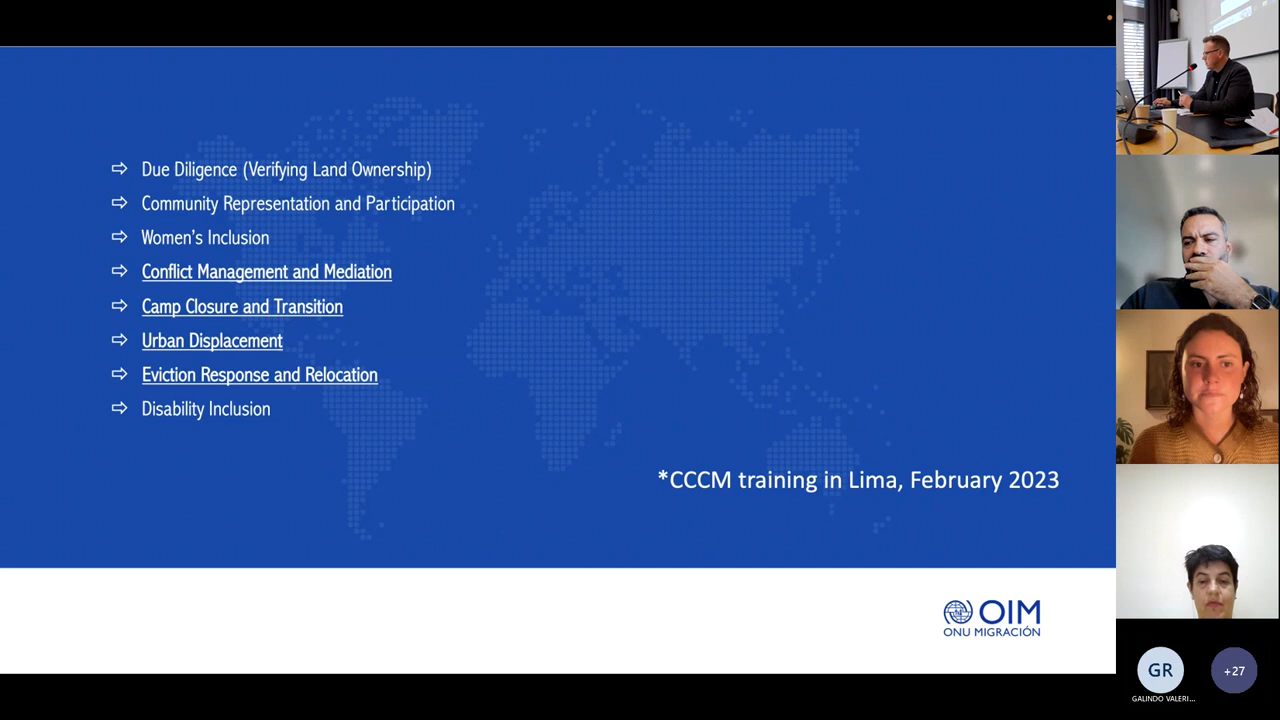 Due Diligence (Verifying Land Ownership)
Community Representation and Participation
Women’s Inclusion
Conflict Management and Mediation
Camp Closure and Transition
Urban Displacement
Eviction Response and Relocation
Disability Inclusion
*CCCM training in Lima, February 2023
OIM
ONU MIGRACIÓN
GR
+27
GALINDO VALERI...